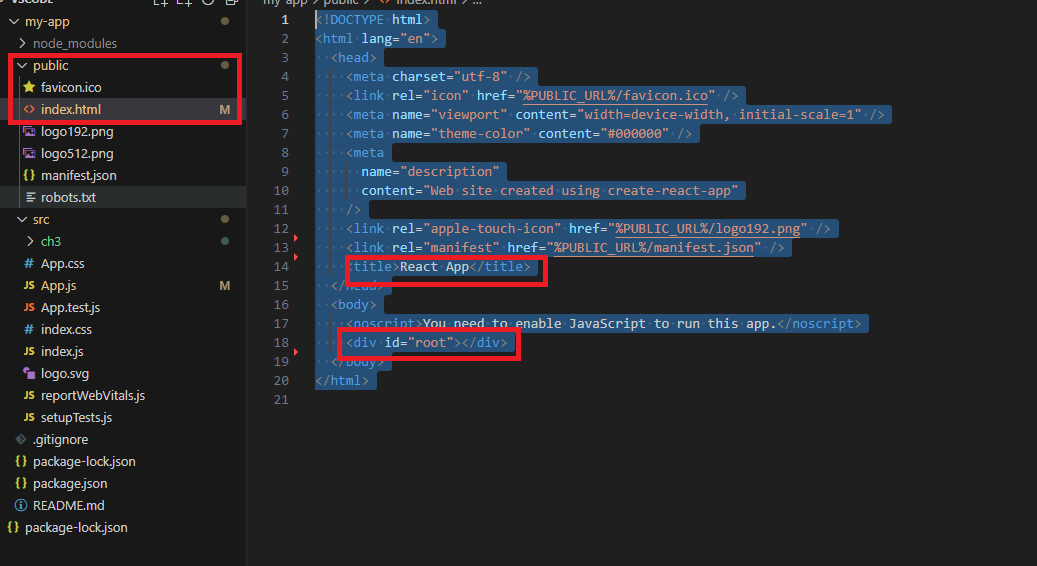 VSCODE
my-app
node_modules
public
favicon.ico
index.html M
logo192.png
logo512.png
manifest.json
robots.txt
src
ch3
App.css
App.js M
App.test.js
index.css
index.js
logo.svg
reportWebVitals.js
setupTests.js
.gitignore
package-lock.json
package.json
README.md
package-lock.json
my-app > public > <> index.html > ...
1 <!DOCTYPE html>
2 <html lang="en">
3 <head>
4 <meta charset="utf-8" />
5 <link rel="icon" href="%PUBLIC_URL%/favicon.ico" />
6 <meta name="viewport" content="width=device-width, initial-scale=1" />
7 <meta name="theme-color" content="#000000" />
8 <meta
9 name="description"
10 content="Web site created using create-react-app"
11 />
12 <link rel="apple-touch-icon" href="%PUBLIC_URL%/logo192.png" />
13 <link rel="manifest" href="%PUBLIC_URL%/manifest.json" />
14 <title>React App</title>
15 </head>
16 <body>
17 <noscript>You need to enable JavaScript to run this app.</noscript>
18 <div id="root"></div>
19 </body>
20 </html>
21